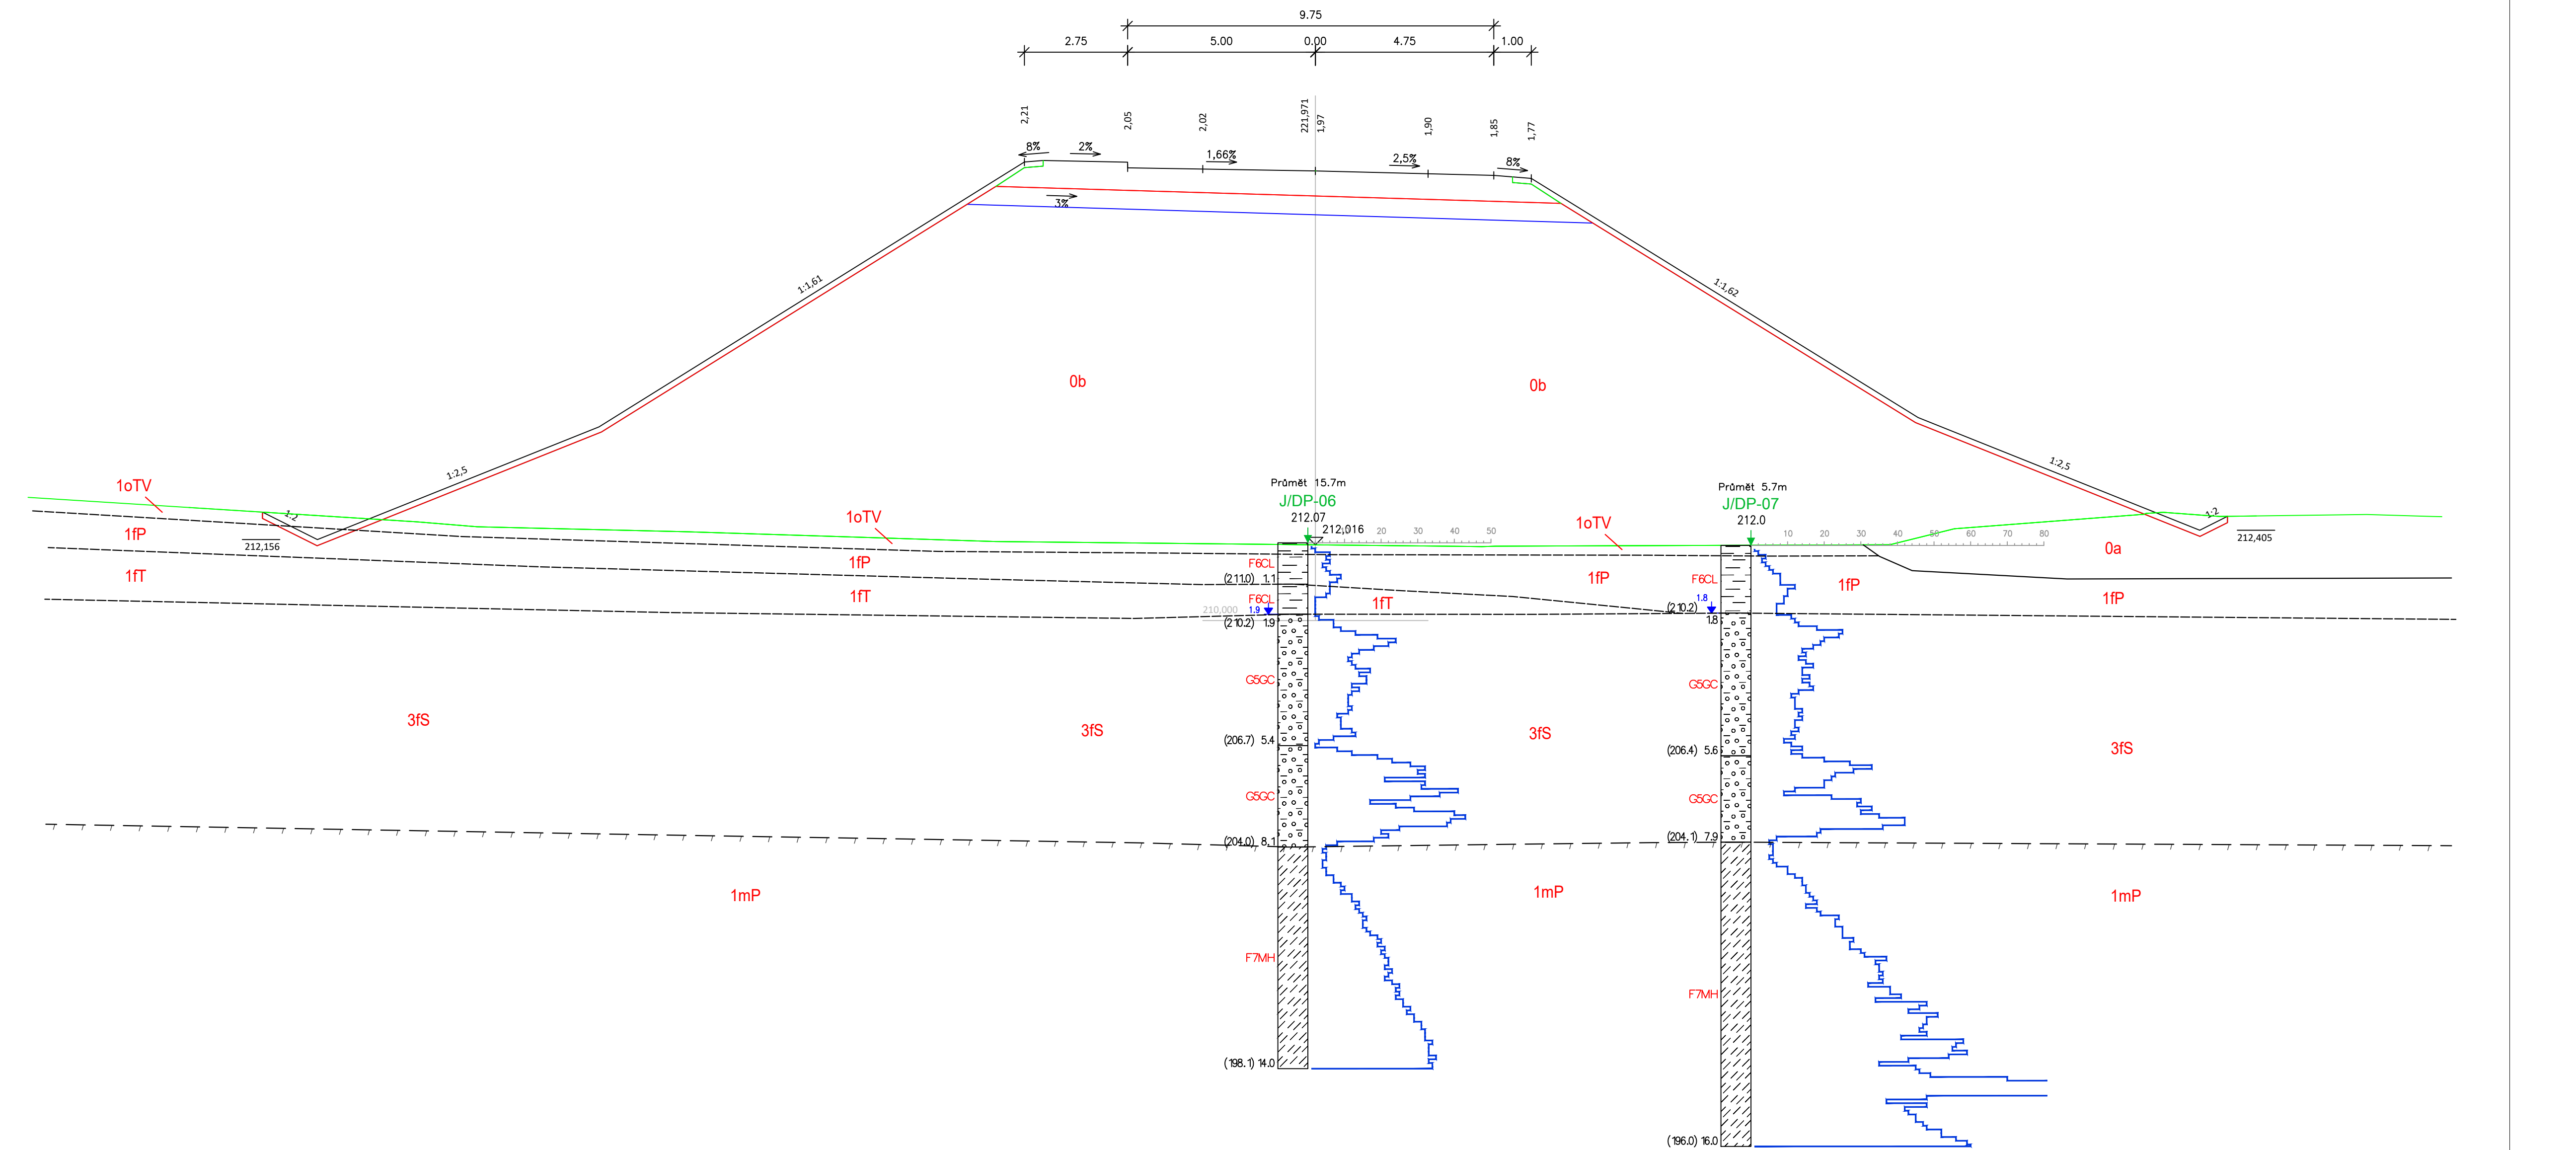 9.75
2.75 5.00 0.00 4.75 1.00
2,21 2,05 2,02 221,971 1,97 1,90 1,85 1,77
8% 2% 1,66% 2,5% 8%
3%
1:1,61 1:1,62
0b 0b
1:2,5 1:2,5
Průmět 15.7m Průmět 5.7m
J/DP-06 J/DP-07
212.07 212.0
212,016
1oTV 1oTV 1oTV
1:2 1:2
20 30 40 50
10 20 30 40 50 60 70 80
212,156 212,405
0a
1fP 1fP 1fP 1fP 1fP
1fT 1fT 1fT
F6CL F6CL
(211.0) 1.1
F6CL
210,000 1.9 1.8
(210.2) 1.9 (210.2) 1.8
G5GC G5GC
3fS 3fS 3fS 3fS
(206.7) 5.4 (206.4) 5.6
G5GC G5GC
(204.0) 8.1 (204.1) 7.9
1mP 1mP 1mP
F7MH F7MH
(198.1) 14.0
(196.0) 16.0